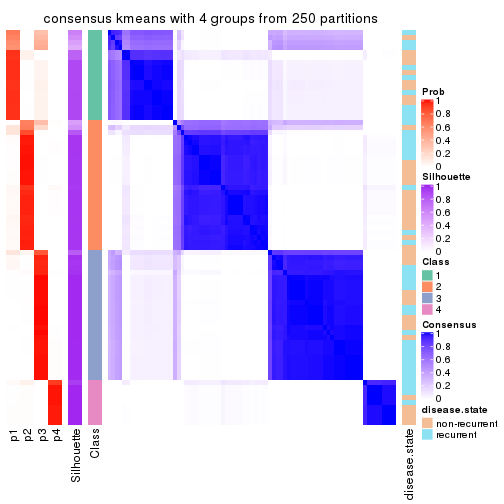 consensus kmeans with 4 groups from 250 partitions
Prob
1
0.8
0.6
0.4
0.2
0
Silhouette
1
0.8
0.6
0.4
0.2
0
Class
1
2
3
4
Consensus
1
0.8
0.6
0.4
0.2
0
disease.state
non-recurrent
recurrent
p1
p2
p3
p4
Silhouette
Class
disease.state